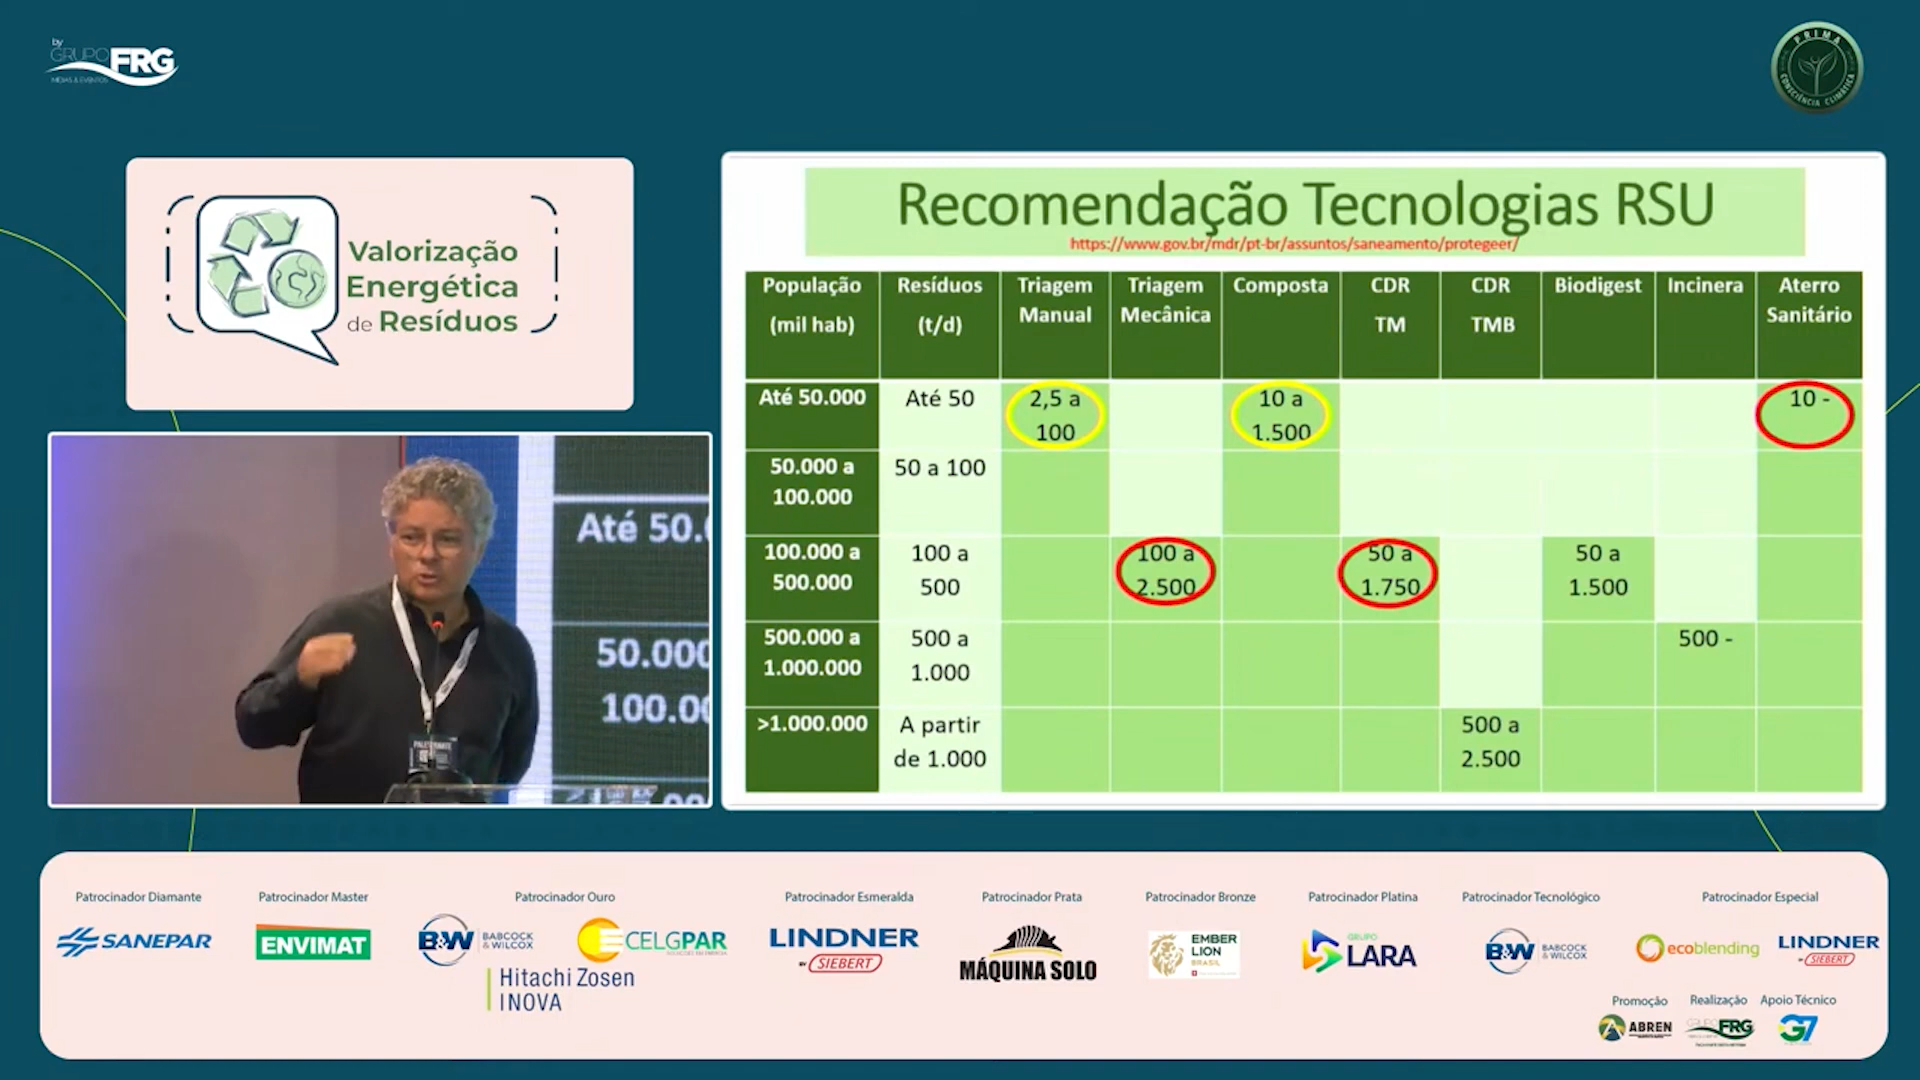 by
GRUPO FRG
MÍDIAS & EVENTOS
PRIMA
CONSCIÊNCIA CLIMÁTICA
Valorização
Energética
de Resíduos
Recomendação Tecnologias RSU
https://www.gov.br/mdr/pt-br/assuntos/saneamento/protegeer/
População (mil hab)
Resíduos (t/d)
Triagem Manual
Triagem Mecânica
Composta
CDR TM
CDR TMB
Biodigest
Incinera
Aterro Sanitário
Até 50.000
Até 50
2,5 a 100
10 a 1.500
10 -
50.000 a 100.000
50 a 100
100.000 a 500.000
100 a 500
100 a 2.500
50 a 1.750
50 a 1.500
500.000 a 1.000.000
500 a 1.000
500 -
>1.000.000
A partir de 1.000
500 a 2.500
Até 50.
50.000
100.00
Patrocinador Diamante
SANEPAR
Patrocinador Master
ENVIMAT
Patrocinador Ouro
B&W BABCOCK & WILCOX
CELGPAR
Hitachi Zosen
INOVA
Patrocinador Esmeralda
LINDNER
BY SIEBERT
Patrocinador Prata
MÁQUINA SOLO
Patrocinador Bronze
EMBER
LION
BRASIL
Patrocinador Platina
GRUPO
LARA
Patrocinador Tecnológico
B&W BABCOCK & WILCOX
Patrocinador Especial
ecoblending
LINDNER
BY SIEBERT
Promoção
ABREN
Realização
GRUPO FRG
Apoio Técnico
G7